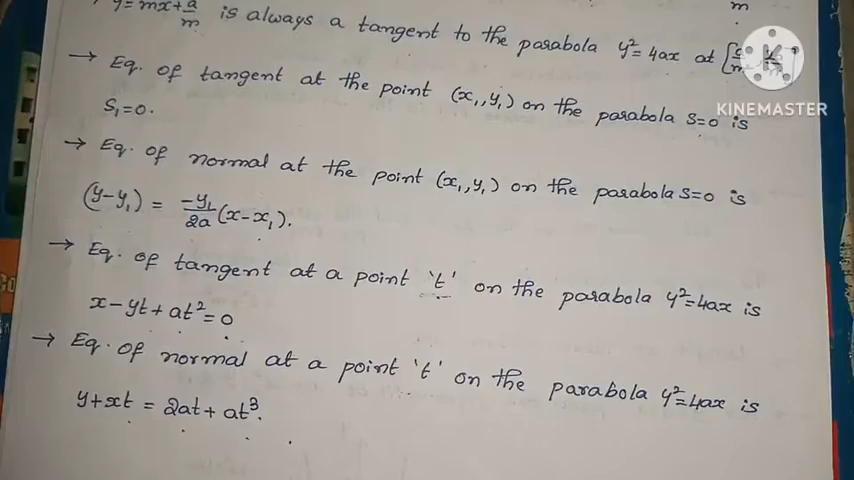 m
y=mx+a/m is always a tangent to the parabola y²=4ax at
KINEMASTER
→ Eq. of tangent at the point (x₁,y₁) on the parabola S=0 is
S₁=0.
→ Eq. of normal at the point (x₁,y₁) on the parabola S=0 is
(y-y₁) = -y₁/2a (x-x₁).
→ Eq. of tangent at a point 't' on the parabola y²=4ax is
x-yt+at²=0
→ Eq. of normal at a point 't' on the parabola y²=4ax is
y+xt = 2at+at³.